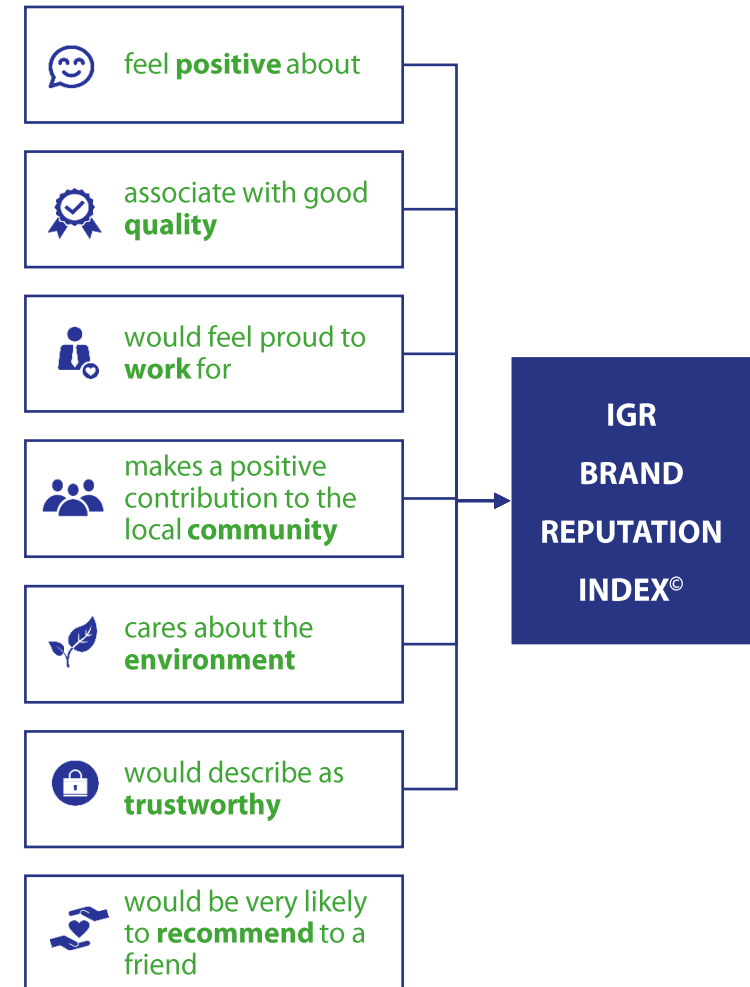 feel positive about
associate with good
quality
would feel proud to
work for
makes a positive
contribution to the
local community
cares about the
environment
would describe as
trustworthy
would be very likely
to recommend to a
friend
IGR
BRAND
REPUTATION
INDEX©